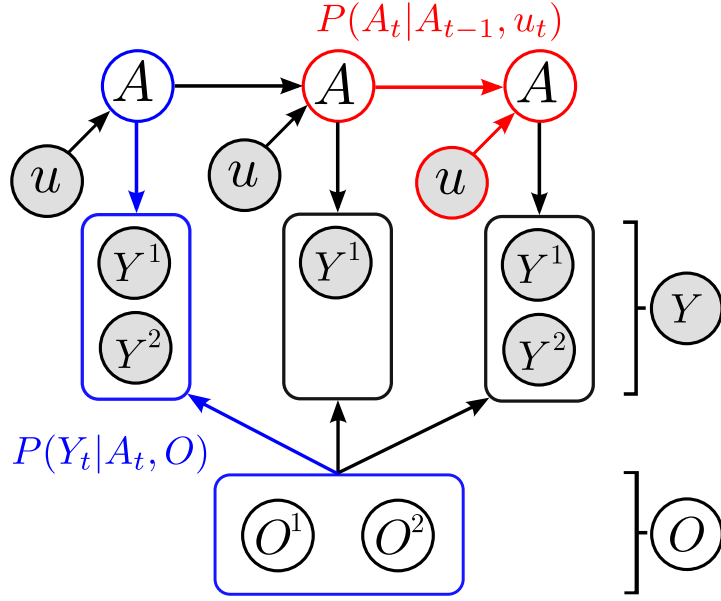 P(A_t|A_{t-1}, u_t)
A A A
u u u
Y^1 Y^1 Y^1
Y^2 Y^2
Y
P(Y_t|A_t, O)
O^1 O^2
O